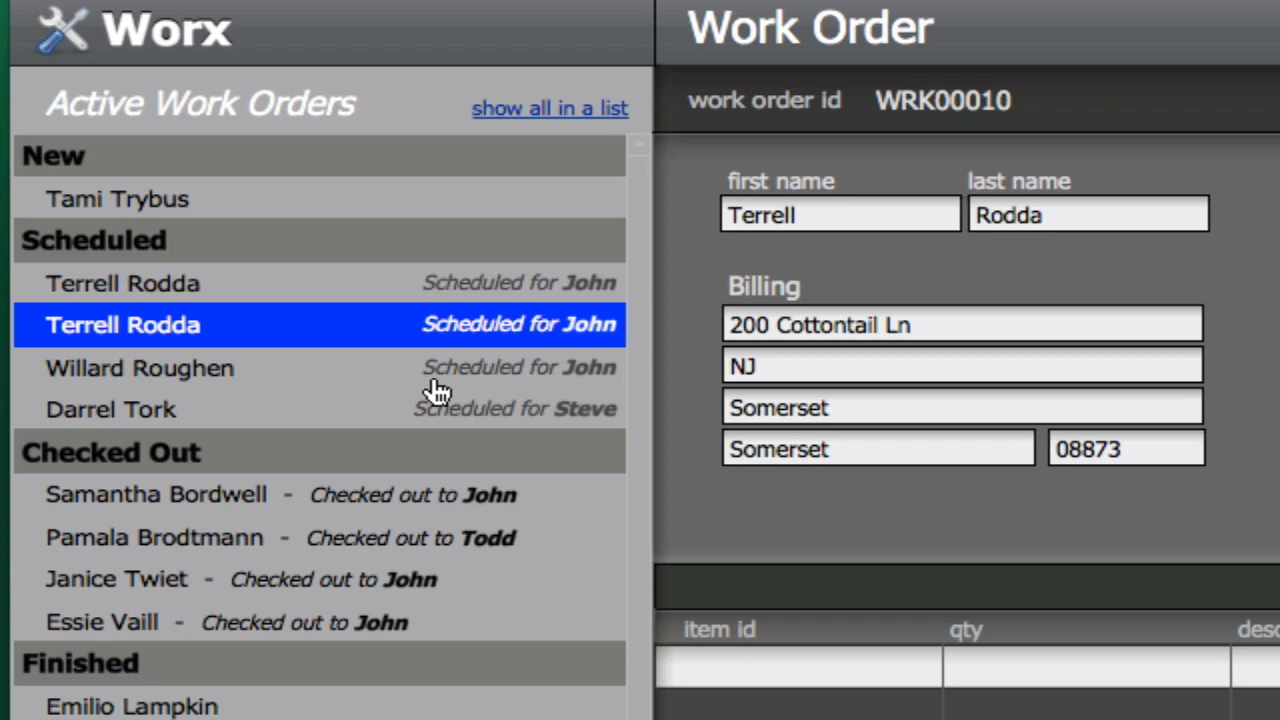 Worx
Active Work Orders
show all in a list
New
Tami Trybus
Scheduled
Terrell Rodda Scheduled for John
Terrell Rodda Scheduled for John
Willard Roughen Scheduled for John
Darrel Tork Scheduled for Steve
Checked Out
Samantha Bordwell - Checked out to John
Pamala Brodtmann - Checked out to Todd
Janice Twiet - Checked out to John
Essie Vaill - Checked out to John
Finished
Emilio Lampkin
Work Order
work order id WRK00010
first name last name
Terrell Rodda
Billing
200 Cottontail Ln
NJ
Somerset
Somerset 08873
item id qty desc